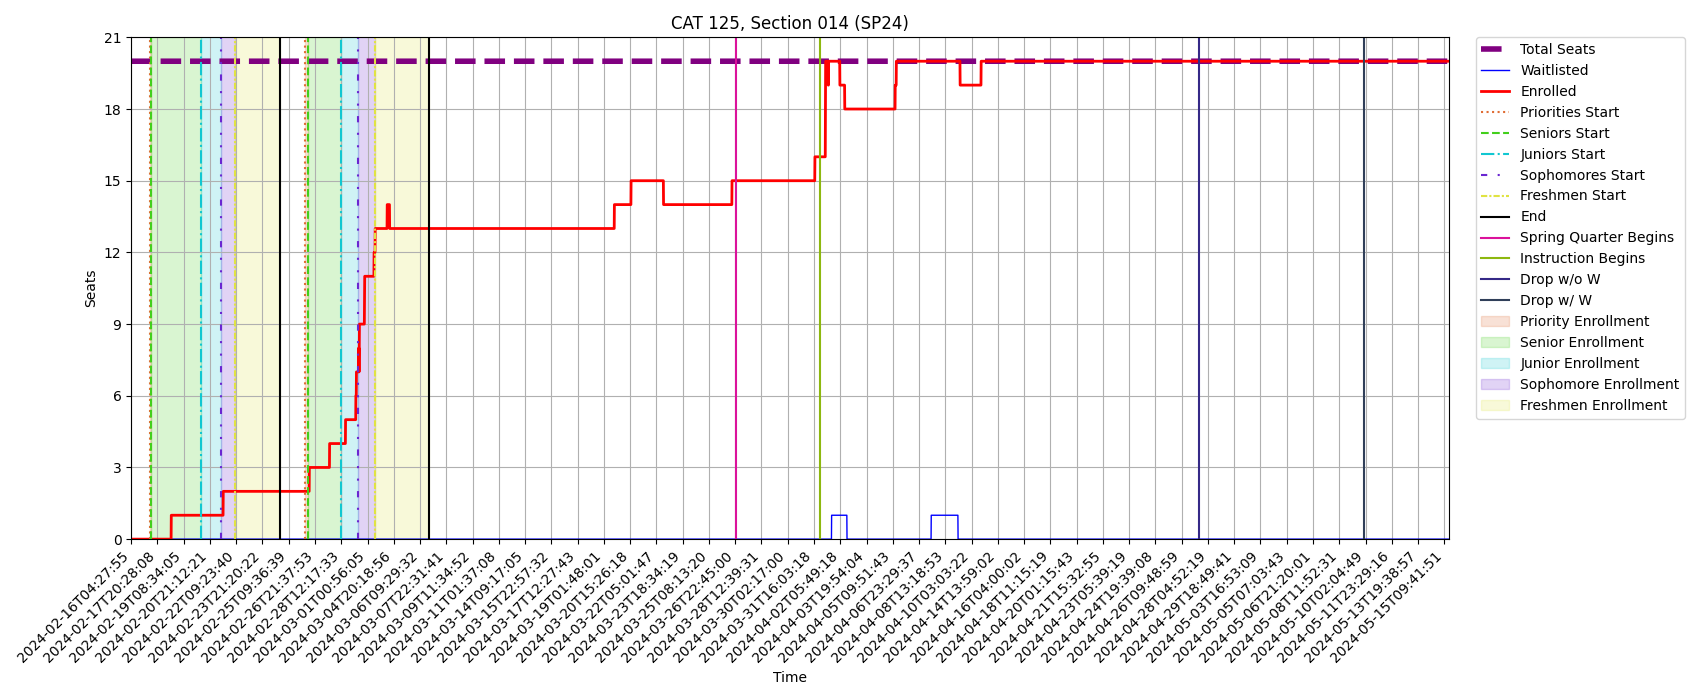 CAT 125, Section 014 (SP24)
21
18
15
12
9
6
3
0
Seats
2024-02-16T04:27:55
2024-02-17T20:28:08
2024-02-19T08:34:05
2024-02-20T21:12:21
2024-02-22T09:23:40
2024-02-23T21:20:22
2024-02-25T09:36:39
2024-02-26T21:37:53
2024-02-28T12:17:33
2024-03-01T00:56:05
2024-03-04T20:18:56
2024-03-06T09:29:32
2024-03-07T22:31:41
2024-03-11T01:34:52
2024-03-12T01:37:08
2024-03-14T09:17:05
2024-03-15T22:57:32
2024-03-17T12:27:43
2024-03-19T01:48:01
2024-03-20T15:26:18
2024-03-22T05:01:47
2024-03-23T18:34:19
2024-03-25T08:13:20
2024-03-26T22:45:00
2024-03-28T12:39:31
2024-03-30T02:17:00
2024-03-31T16:03:18
2024-04-02T05:49:18
2024-04-03T19:54:04
2024-04-05T09:51:43
2024-04-06T23:29:37
2024-04-08T13:18:53
2024-04-10T03:03:22
2024-04-14T13:59:02
2024-04-16T04:00:02
2024-04-18T11:15:19
2024-04-20T01:15:43
2024-04-21T15:32:55
2024-04-23T05:39:19
2024-04-24T19:39:08
2024-04-26T09:48:59
2024-04-28T04:52:19
2024-04-29T18:49:41
2024-05-03T16:53:09
2024-05-05T07:03:43
2024-05-06T21:20:01
2024-05-08T11:52:31
2024-05-10T02:04:49
2024-05-11T23:29:16
2024-05-13T19:38:57
2024-05-15T09:41:51
Time
Total Seats
Waitlisted
Enrolled
Priorities Start
Seniors Start
Juniors Start
Sophomores Start
Freshmen Start
End
Spring Quarter Begins
Instruction Begins
Drop w/o W
Drop w/ W
Priority Enrollment
Senior Enrollment
Junior Enrollment
Sophomore Enrollment
Freshmen Enrollment